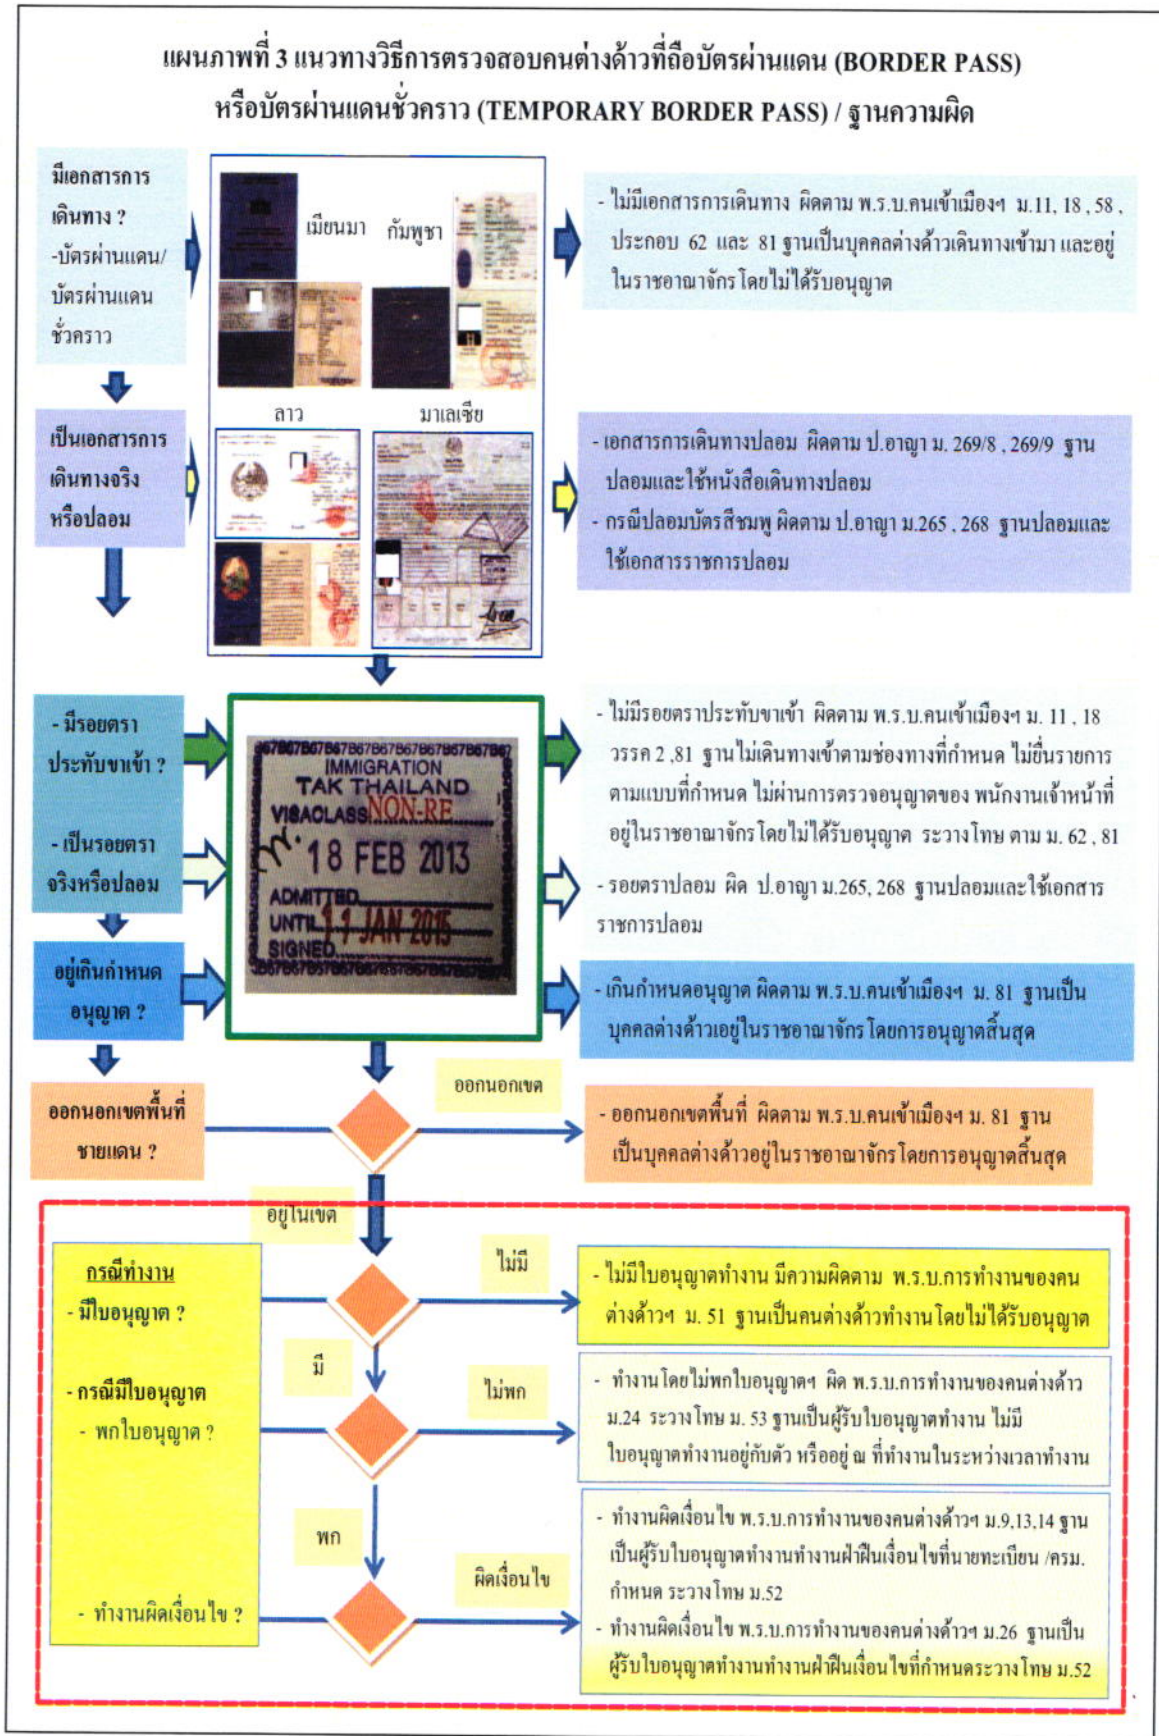 แผนภาพที่ 3 แนวทางวิธีการตรวจสอบคนต่างด้าวที่ถือบัตรผ่านแดน (BORDER PASS)
หรือบัตรผ่านแดนชั่วคราว (TEMPORARY BORDER PASS) / ฐานความผิด
มีเอกสารการ
เดินทาง ?
-บัตรผ่านแดน/
บัตรผ่านแดน
ชั่วคราว
เมียนมา
กัมพูชา
- ไม่มีเอกสารการเดินทาง ผิดตาม พ.ร.บ.คนเข้าเมืองฯ ม.11, 18 , 58 ,
ประกอบ 62 และ 81 ฐานเป็นบุคคลต่างด้าวเดินทางเข้ามา และอยู่
ในราชอาณาจักรโดยไม่ได้รับอนุญาต
ลาว
มาเลเซีย
เป็นเอกสารการ
เดินทางจริง
หรือปลอม
- เอกสารการเดินทางปลอม ผิดตาม ป.อาญา ม. 269/8 , 269/9 ฐาน
ปลอมและใช้หนังสือเดินทางปลอม
- กรณีปลอมบัตรสีชมพู ผิดตาม ป.อาญา ม.265 , 268 ฐานปลอมและ
ใช้เอกสารราชการปลอม
- มีรอยตรา
ประทับขาเข้า ?
- เป็นรอยตรา
จริงหรือปลอม
IMMIGRATION
TAK THAILAND
VISACLASS NON-RE
18 FEB 2013
ADMITTED
UNTIL 11 JAN 2015
SIGNED
- ไม่มีรอยตราประทับขาเข้า ผิดตาม พ.ร.บ.คนเข้าเมืองฯ ม. 11 , 18
วรรค 2 ,81 ฐานไม่เดินทางเข้าตามช่องทางที่กำหนด ไม่ยื่นรายการ
ตามแบบที่กำหนด ไม่ผ่านการตรวจอนุญาตของ พนักงานเจ้าหน้าที่
อยู่ในราชอาณาจักรโดยไม่ได้รับอนุญาต ระวางโทษ ตาม ม. 62 , 81
- รอยตราปลอม ผิด ป.อาญา ม.265, 268 ฐานปลอมและใช้เอกสาร
ราชการปลอม
อยู่เกินกำหนด
อนุญาต ?
- เกินกำหนดอนุญาต ผิดตาม พ.ร.บ.คนเข้าเมืองฯ ม. 81 ฐานเป็น
บุคคลต่างด้าวเอยู่ในราชอาณาจักรโดยการอนุญาตสิ้นสุด
ออกนอกเขต
ออกนอกเขตพื้นที่
ชายแดน ?
- ออกนอกเขตพื้นที่ ผิดตาม พ.ร.บ.คนเข้าเมืองฯ ม. 81 ฐาน
เป็นบุคคลต่างด้าวอยู่ในราชอาณาจักรโดยการอนุญาตสิ้นสุด
อยู่ในเขต
กรณีทำงาน
- มีใบอนุญาต ?
ไม่มี
- ไม่มีใบอนุญาตทำงาน มีความผิดตาม พ.ร.บ.การทำงานของคน
ต่างด้าวฯ ม. 51 ฐานเป็นคนต่างด้าวทำงานโดยไม่ได้รับอนุญาต
มี
- กรณีมีใบอนุญาต
- พกใบอนุญาต ?
ไม่พก
- ทำงานโดยไม่พกใบอนุญาตฯ ผิด พ.ร.บ.การทำงานของคนต่างด้าว
ม.24 ระวางโทษ ม. 53 ฐานเป็นผู้รับใบอนุญาตทำงาน ไม่มี
ใบอนุญาตทำงานอยู่กับตัว หรืออยู่ ณ ที่ทำงานในระหว่างเวลาทำงาน
พก
- ทำงานผิดเงื่อนไข ?
ผิดเงื่อนไข
- ทำงานผิดเงื่อนไข พ.ร.บ.การทำงานของคนต่างด้าวฯ ม.9,13,14 ฐาน
เป็นผู้รับใบอนุญาตทำงานทำงานฝ่าฝืนเงื่อนไขที่นายทะเบียน /ครม.
กำหนด ระวางโทษ ม.52
- ทำงานผิดเงื่อนไข พ.ร.บ.การทำงานของคนต่างด้าวฯ ม.26 ฐานเป็น
ผู้รับใบอนุญาตทำงานทำงานฝ่าฝืนเงื่อนไขที่กำหนดระวางโทษ ม.52